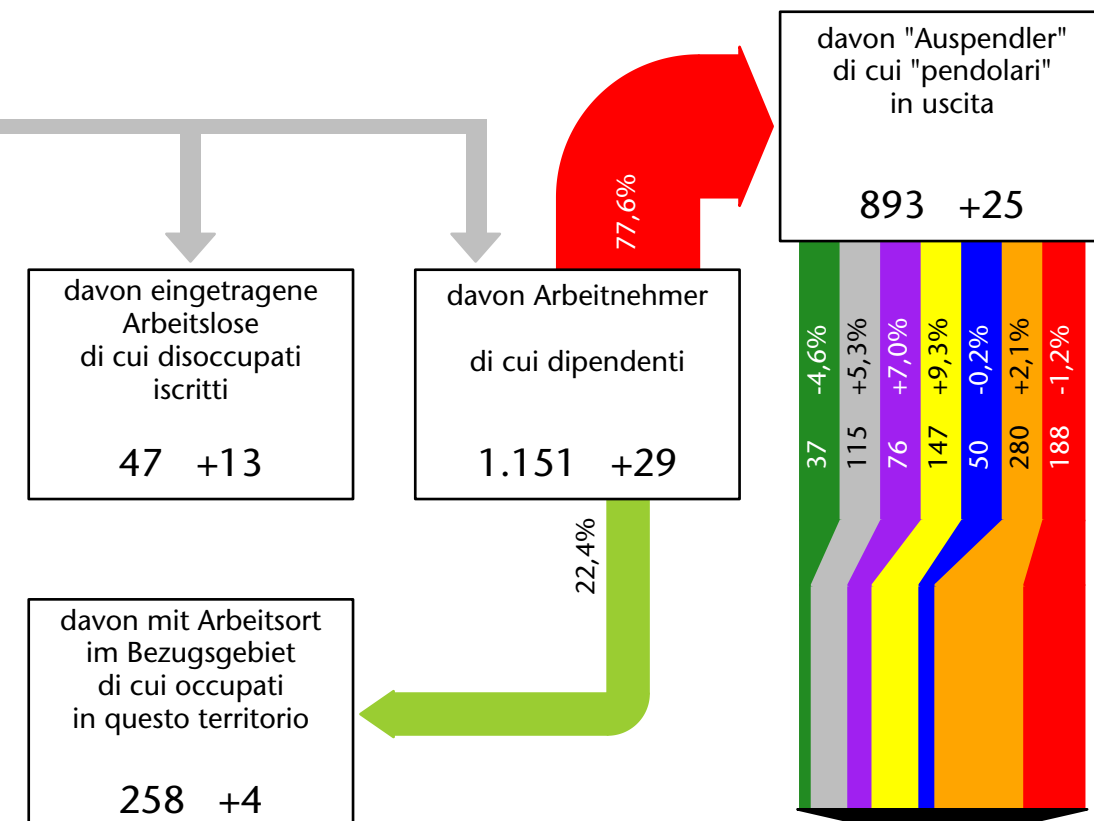 davon "Auspendler"
di cui "pendolari"
in uscita
893 +25
77,6%
davon eingetragene
Arbeitslose
di cui disoccupati
iscritti
47 +13
davon Arbeitnehmer
di cui dipendenti
1.151 +29
37 -4,6%
115 +5,3%
76 +7,0%
147 +9,3%
50 -0,2%
280 +2,1%
188 -1,2%
22,4%
davon mit Arbeitsort
im Bezugsgebiet
di cui occupati
in questo territorio
258 +4